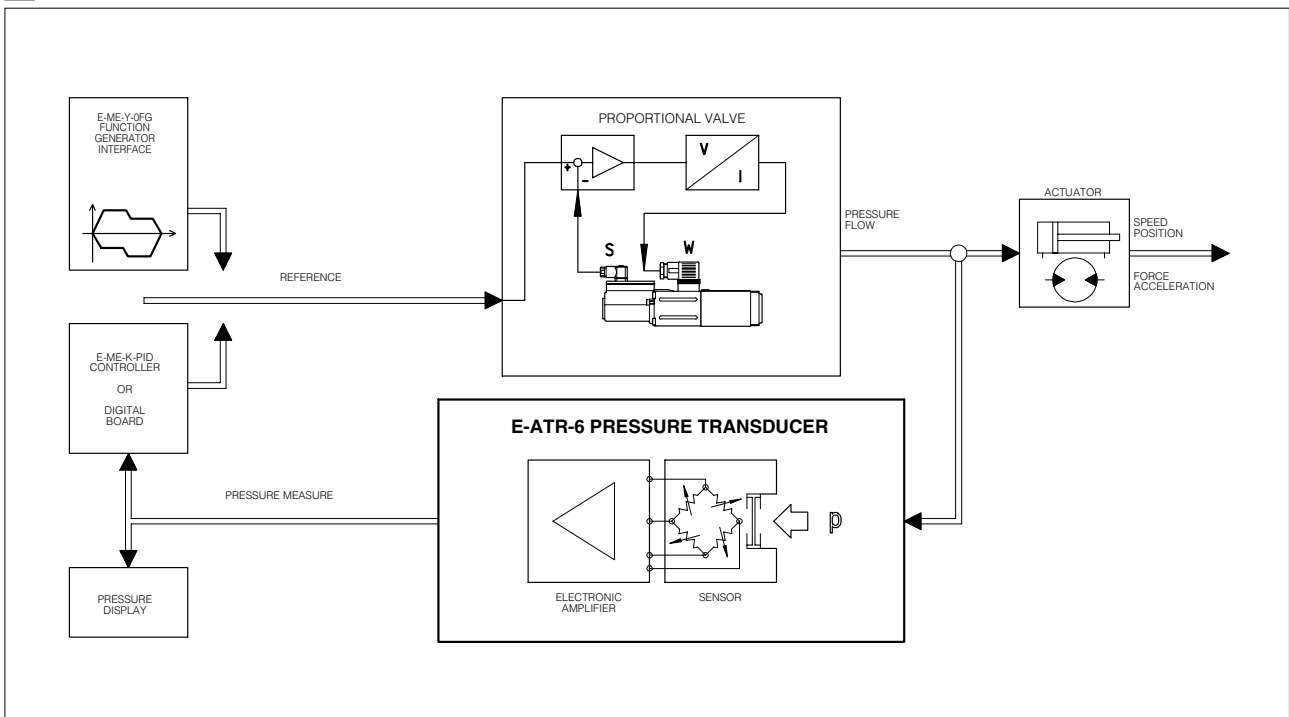 E-ME-Y-0FG
FUNCTION
GENERATOR
INTERFACE
REFERENCE
E-ME-K-PID
CONTROLLER
OR
DIGITAL
BOARD
PRESSURE MEASURE
PRESSURE
DISPLAY
PROPORTIONAL VALVE
+
-
V
I
S
W
PRESSURE
FLOW
ACTUATOR
SPEED
POSITION
FORCE
ACCELERATION
E-ATR-6 PRESSURE TRANSDUCER
p
ELECTRONIC
AMPLIFIER
SENSOR